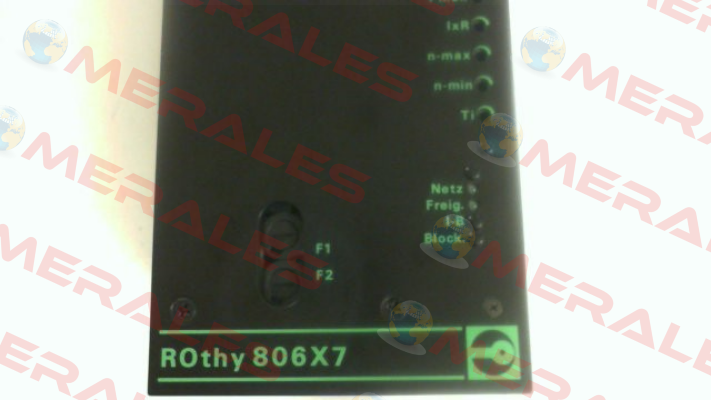 IxR
n-max
n-min
Ti
Netz
Freig.
I-B
Block.
F1
F2
ROthy 806X7
MERALES
MERALES
MERALES
MERALES